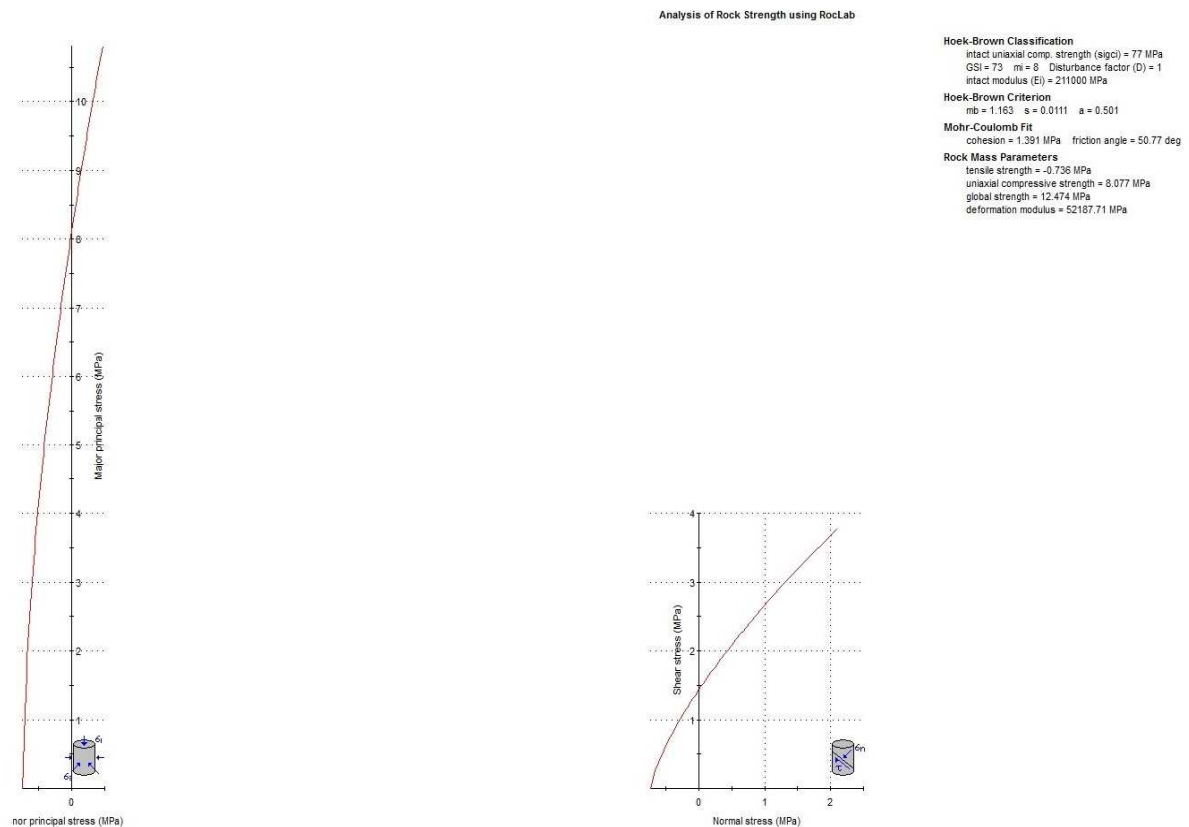 Analysis of Rock Strength using RocLab
Hoek-Brown Classification
intact uniaxial comp. strength (sigci) = 77 MPa
GSI = 73 mi = 8 Disturbance factor (D) = 1
intact modulus (Ei) = 211000 MPa
Hoek-Brown Criterion
mb = 1.163 s = 0.0111 a = 0.501
Mohr-Coulomb Fit
cohesion = 1.391 MPa friction angle = 50.77 deg
Rock Mass Parameters
tensile strength = -0.736 MPa
uniaxial compressive strength = 8.077 MPa
global strength = 12.474 MPa
deformation modulus = 52187.71 MPa
10
9
8
7
6
5
4
3
2
1
Major principal stress (MPa)
σ1
0
nor principal stress (MPa)
4
3
2
1
Shear stress (MPa)
σn
τ
0 1 2
Normal stress (MPa)